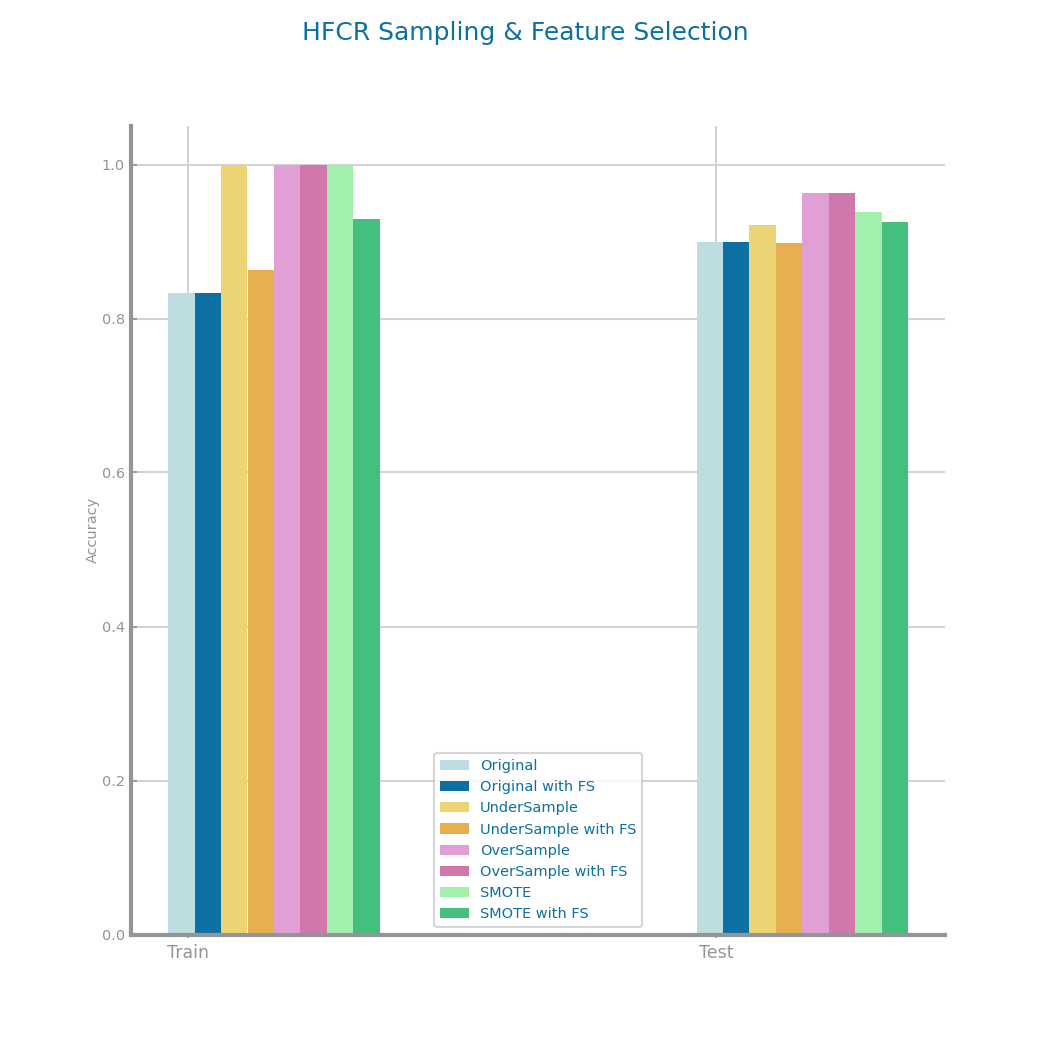 HFCR Sampling & Feature Selection
1.0
0.8
0.6
0.4
0.2
0.0
Accuracy
Original
Original with FS
UnderSample
UnderSample with FS
OverSample
OverSample with FS
SMOTE
SMOTE with FS
Train
Test